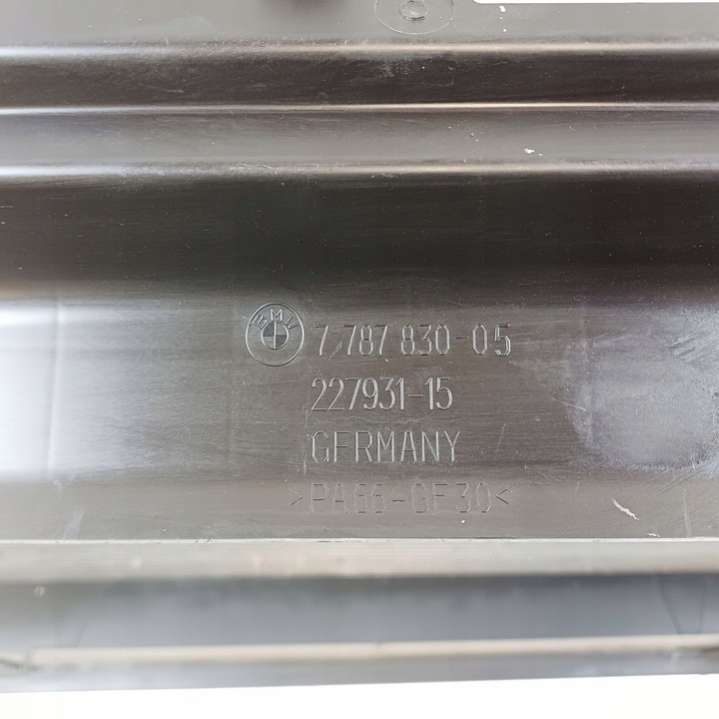 BMW 7 787 830-05
227931-15
GERMANY
>PA66-GF30<